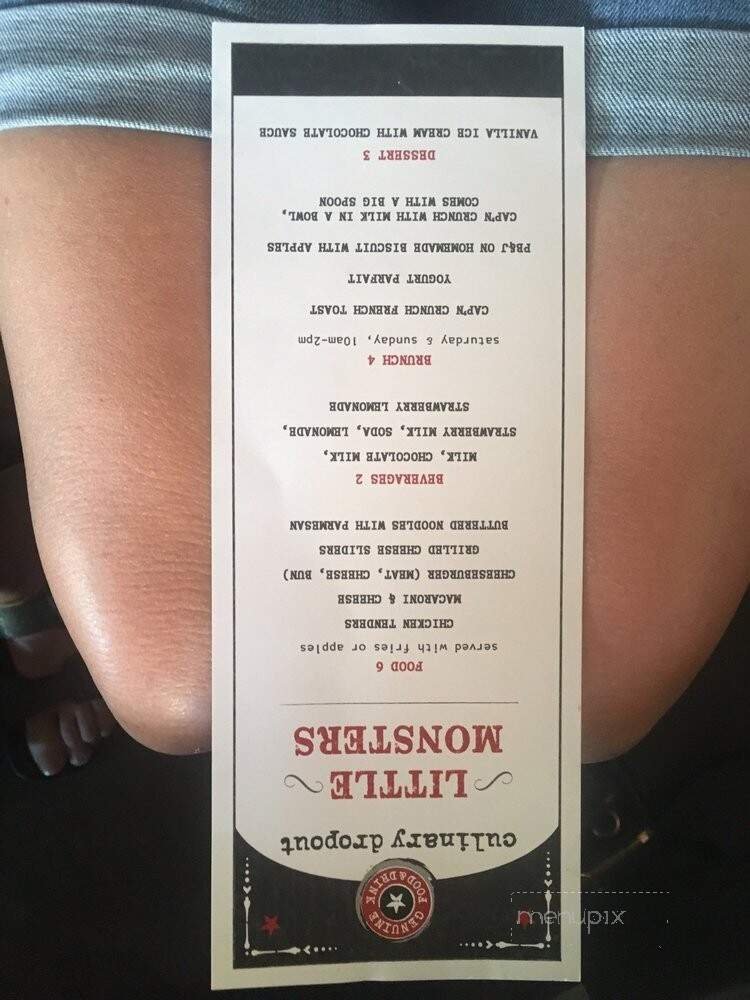 GENUINE
FOOD&DRINK
culinary dropout
LITTLE
MONSTERS
FOOD 6
served with fries or apples
CHICKEN TENDERS
MACARONI & CHEESE
CHEESEBURGER (MEAT, CHEESE, BUN)
GRILLED CHEESE SLIDERS
BUTTERED NOODLES WITH PARMESAN
BEVERAGES 2
MILK, CHOCOLATE MILK,
STRAWBERRY MILK, SODA, LEMONADE,
STRAWBERRY LEMONADE
BRUNCH 4
saturday & sunday, 10am-2pm
CAP'N CRUNCH FRENCH TOAST
YOGURT PARFAIT
PB&J ON HOMEMADE BISCUIT WITH APPLES
CAP'N CRUNCH WITH MILK IN A BOWL,
COMES WITH A BIG SPOON
DESSERT 3
VANILLA ICE CREAM WITH CHOCOLATE SAUCE
menupix